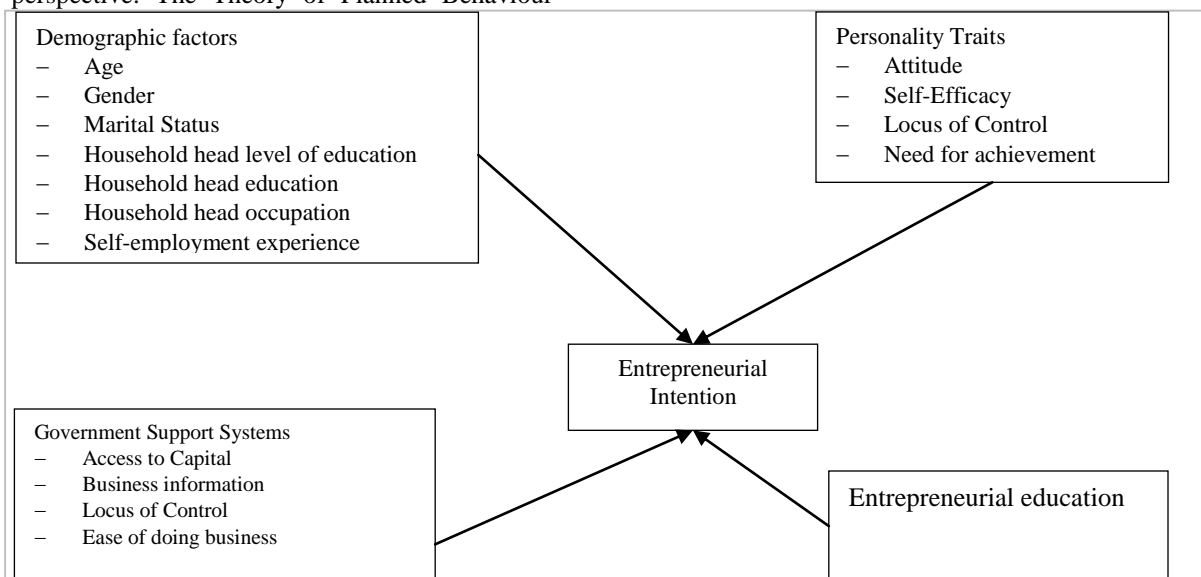 perspective. The Theory of Planned Behaviour
Demographic factors
– Age
– Gender
– Marital Status
– Household head level of education
– Household head education
– Household head occupation
– Self-employment experience
Personality Traits
– Attitude
– Self-Efficacy
– Locus of Control
– Need for achievement
Entrepreneurial
Intention
Government Support Systems
– Access to Capital
– Business information
– Locus of Control
– Ease of doing business
Entrepreneurial education